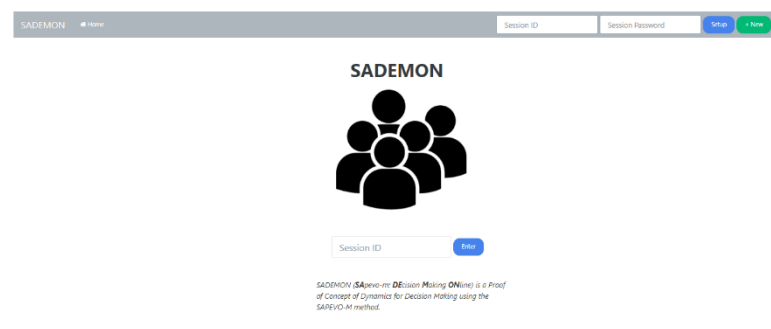 SADEMON Home Session ID Session Password Setup + New
SADEMON
Session ID Enter
SADEMON (SApevo-m: DEcision Making ONline) is a Proof
of Concept of Dynamics for Decision Making using the
SAPEVO-M method.